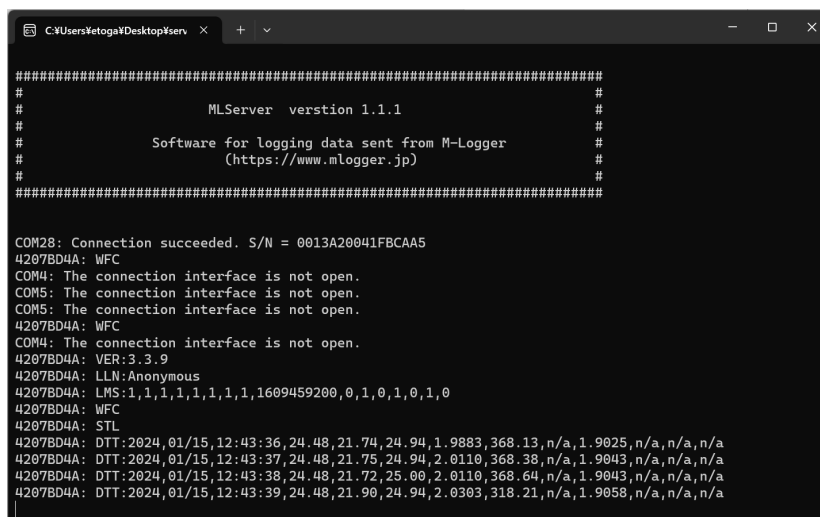 C:¥Users¥etoga¥Desktop¥serv
######################################################################### 
# #
# MLServer verstion 1.1.1 #
# #
# Software for logging data sent from M-Logger #
# (https://www.mlogger.jp) #
# #
#########################################################################
COM28: Connection succeeded. S/N = 0013A20041FBCAA5
4207BD4A: WFC
COM4: The connection interface is not open.
COM5: The connection interface is not open.
COM5: The connection interface is not open.
4207BD4A: WFC
COM4: The connection interface is not open.
4207BD4A: VER:3.3.9
4207BD4A: LLN:Anonymous
4207BD4A: LMS:1,1,1,1,1,1,1,1,1609459200,0,1,0,1,0,1,0
4207BD4A: WFC
4207BD4A: STL
4207BD4A: DTT:2024,01/15,12:43:36,24.48,21.74,24.94,1.9883,368.13,n/a,1.9025,n/a,n/a,n/a
4207BD4A: DTT:2024,01/15,12:43:37,24.48,21.75,24.94,2.0110,368.38,n/a,1.9043,n/a,n/a,n/a
4207BD4A: DTT:2024,01/15,12:43:38,24.48,21.72,25.00,2.0110,368.64,n/a,1.9043,n/a,n/a,n/a
4207BD4A: DTT:2024,01/15,12:43:39,24.48,21.90,24.94,2.0303,318.21,n/a,1.9058,n/a,n/a,n/a